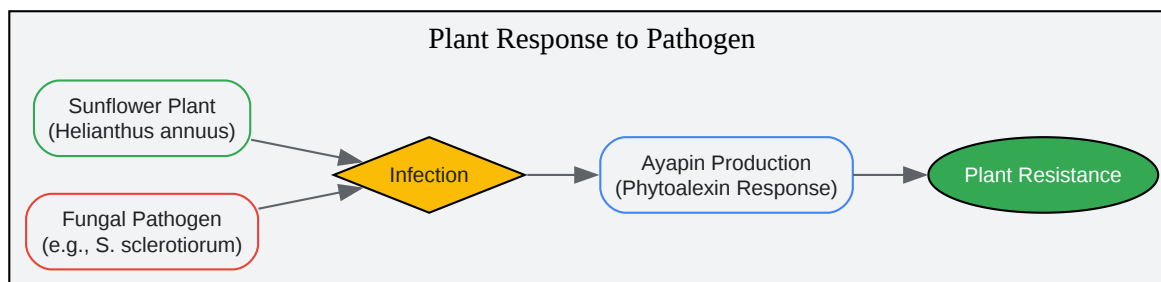 Plant Response to Pathogen
Sunflower Plant
(Helianthus annuus)
Fungal Pathogen
(e.g., S. sclerotiorum)
Infection
Ayapin Production
(Phytoalexin Response)
Plant Resistance